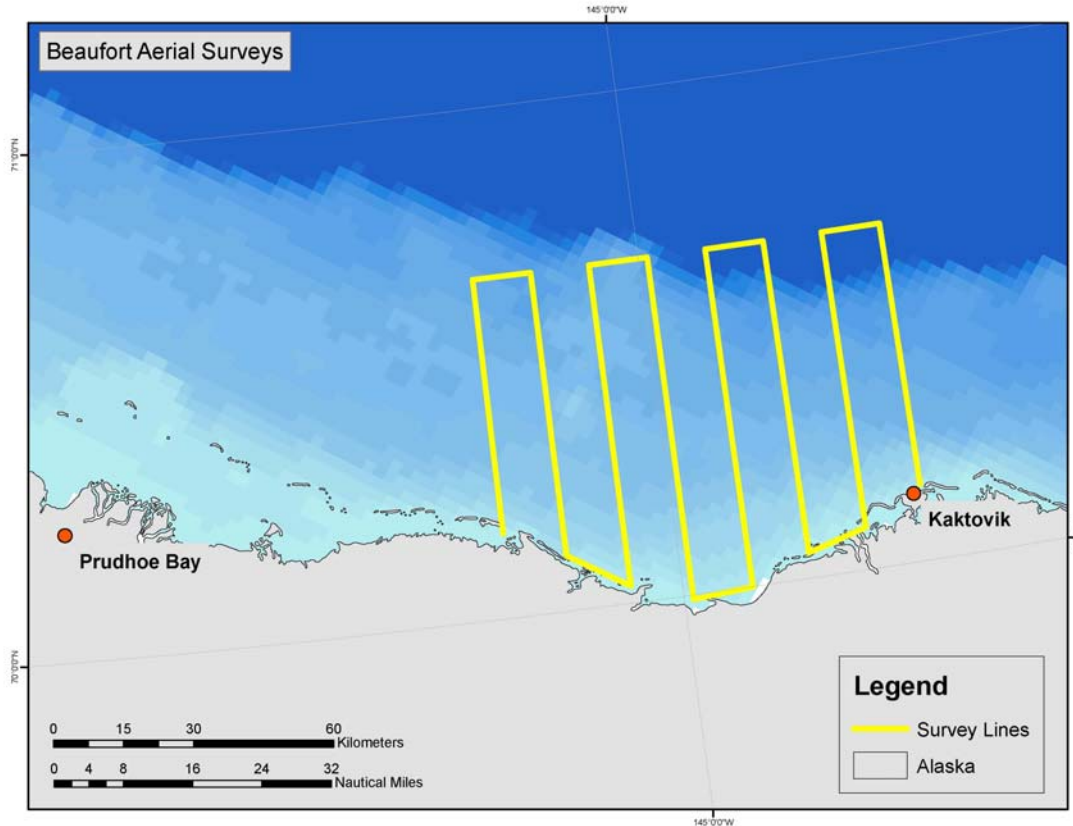 145°0'0"W
Beaufort Aerial Surveys
71°0'0"N
Kaktovik
Prudhoe Bay
70°0'0"N
Legend
Survey Lines
Alaska
0 15 30 60
Kilometers
0 4 8 16 24 32
Nautical Miles
145°0'0"W